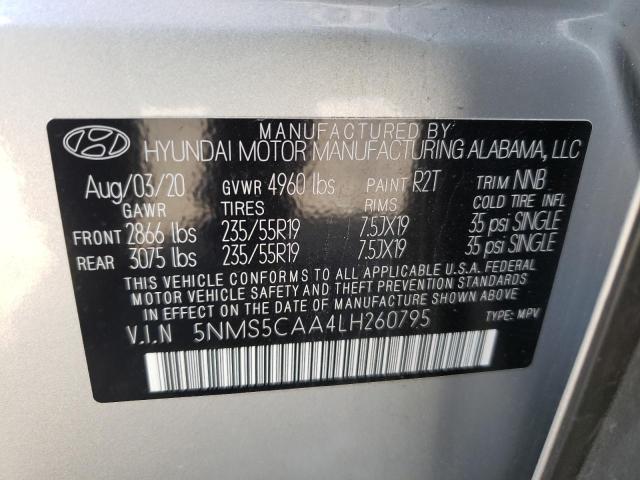 MANUFACTURED BY
HYUNDAI MOTOR MANUFACTURING ALABAMA, LLC
Aug/03/20 GVWR 4960 lbs PAINT R2T TRIM NNB
GAWR TIRES RIMS COLD TIRE INFL
FRONT 2866 lbs 235/55R19 7.5JX19 35 psi SINGLE
REAR 3075 lbs 235/55R19 7.5JX19 35 psi SINGLE
THIS VEHICLE CONFORMS TO ALL APPLICABLE U.S.A. FEDERAL
MOTOR VEHICLE SAFETY AND THEFT PREVENTION STANDARDS
IN EFFECT ON THE DATE OF MANUFACTURE SHOWN ABOVE.
V.I.N 5NMS5CAA4LH260795 TYPE: MPV